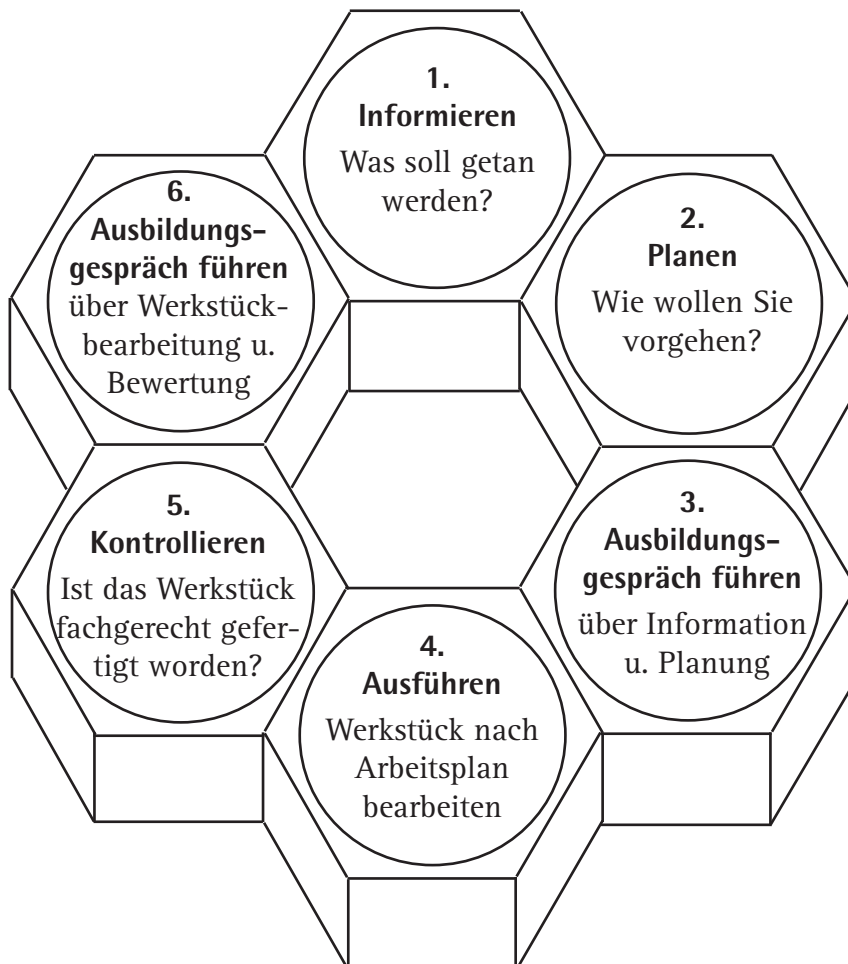 1.
Informieren
Was soll getan
werden?
2.
Planen
Wie wollen Sie
vorgehen?
3.
Ausbildungs-
gespräch führen
über Information
u. Planung
4.
Ausführen
Werkstück nach
Arbeitsplan
bearbeiten
5.
Kontrollieren
Ist das Werkstück
fachgerecht gefer-
tigt worden?
6.
Ausbildungs-
gespräch führen
über Werkstück-
bearbeitung u.
Bewertung